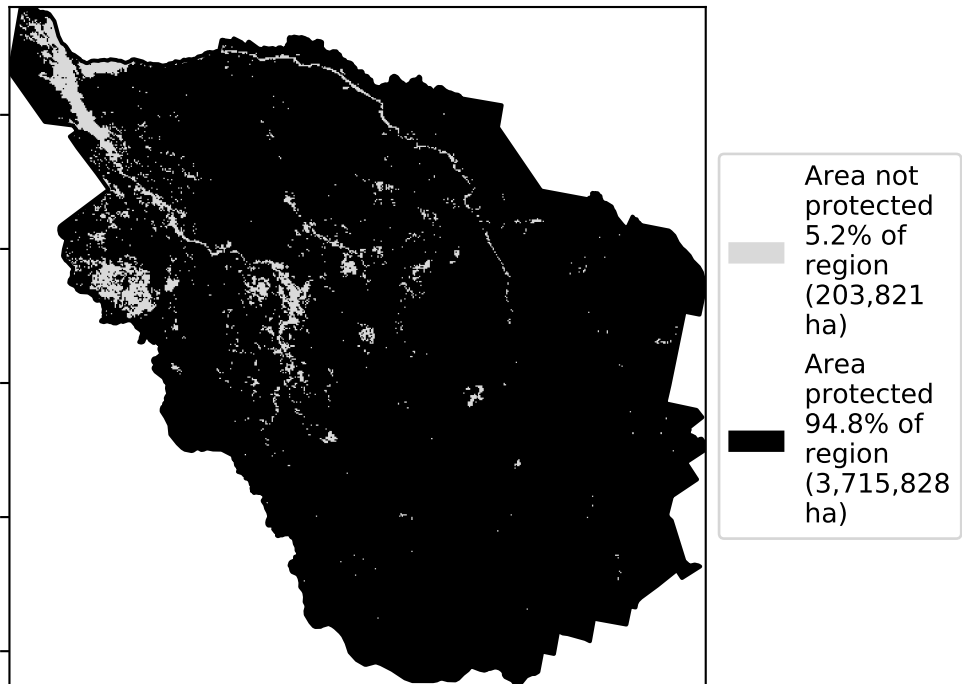 Area not
protected
5.2% of
region
(203,821
ha)
Area
protected
94.8% of
region
(3,715,828
ha)